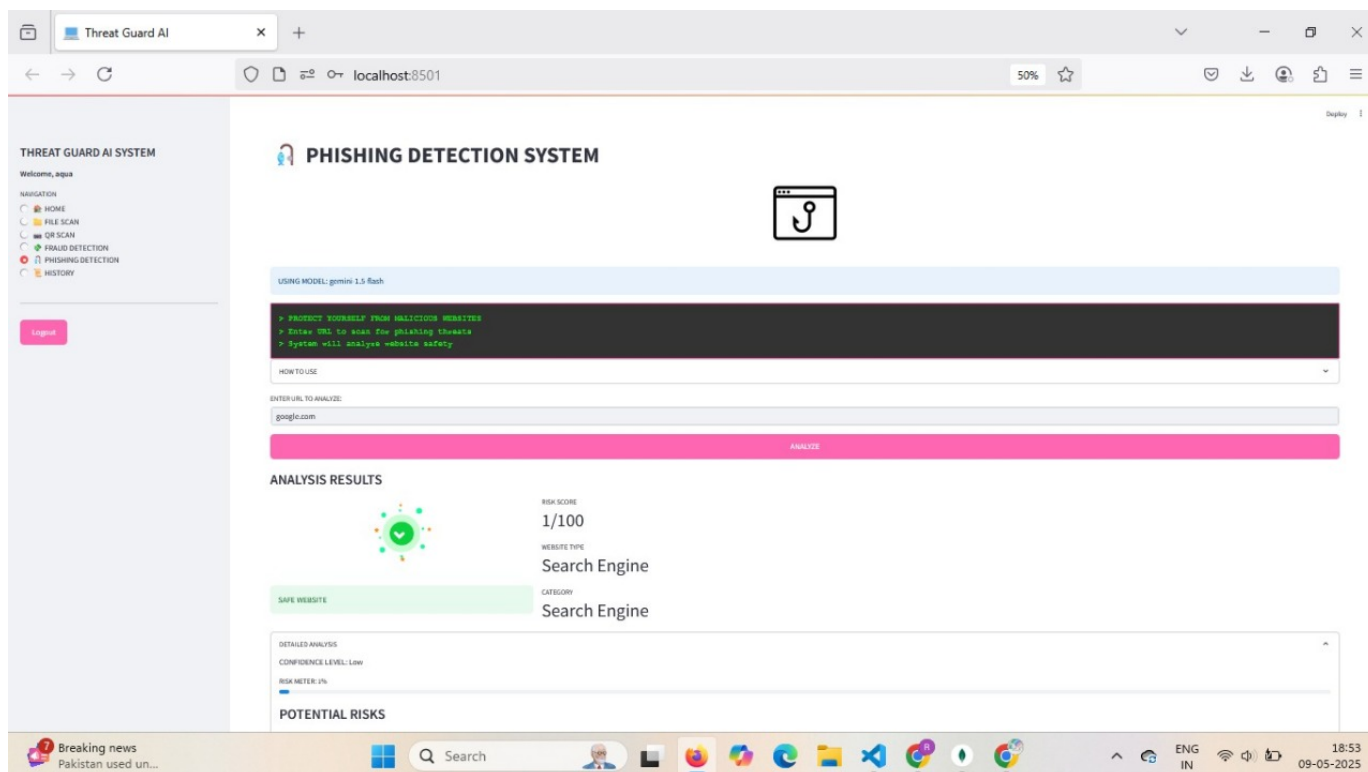 Threat Guard AI
localhost:8501
50%
Deploy
THREAT GUARD AI SYSTEM
Welcome, aqua
NAVIGATION
HOME
FILE SCAN
QR SCAN
FRAUD DETECTION
PHISHING DETECTION
HISTORY
Logout
PHISHING DETECTION SYSTEM
USING MODEL: gemini-1.5-flash
> PROTECT YOURSELF FROM MALICIOUS WEBSITES
> Enter URL to scan for phishing threats
> System will analyze website safety
HOW TO USE
ENTER URL TO ANALYZE:
google.com
ANALYZE
ANALYSIS RESULTS
RISK SCORE
1/100
WEBSITE TYPE
Search Engine
SAFE WEBSITE
CATEGORY
Search Engine
DETAILED ANALYSIS
CONFIDENCE LEVEL: Low
RISK METER: 1%
POTENTIAL RISKS
7
Breaking news
Pakistan used un...
Search
ENG
IN
18:53
09-05-2025